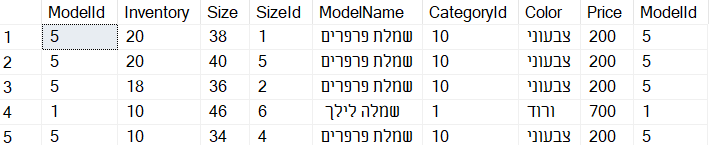 ModelId Inventory Size SizeId ModelName CategoryId Color Price ModelId
1 5 20 38 1 שמלת פרפרים 10 צבעוני 200 5
2 5 20 40 5 שמלת פרפרים 10 צבעוני 200 5
3 5 18 36 2 שמלת פרפרים 10 צבעוני 200 5
4 1 10 46 6 שמלה לילך 1 ורוד 700 1
5 5 10 34 4 שמלת פרפרים 10 צבעוני 200 5